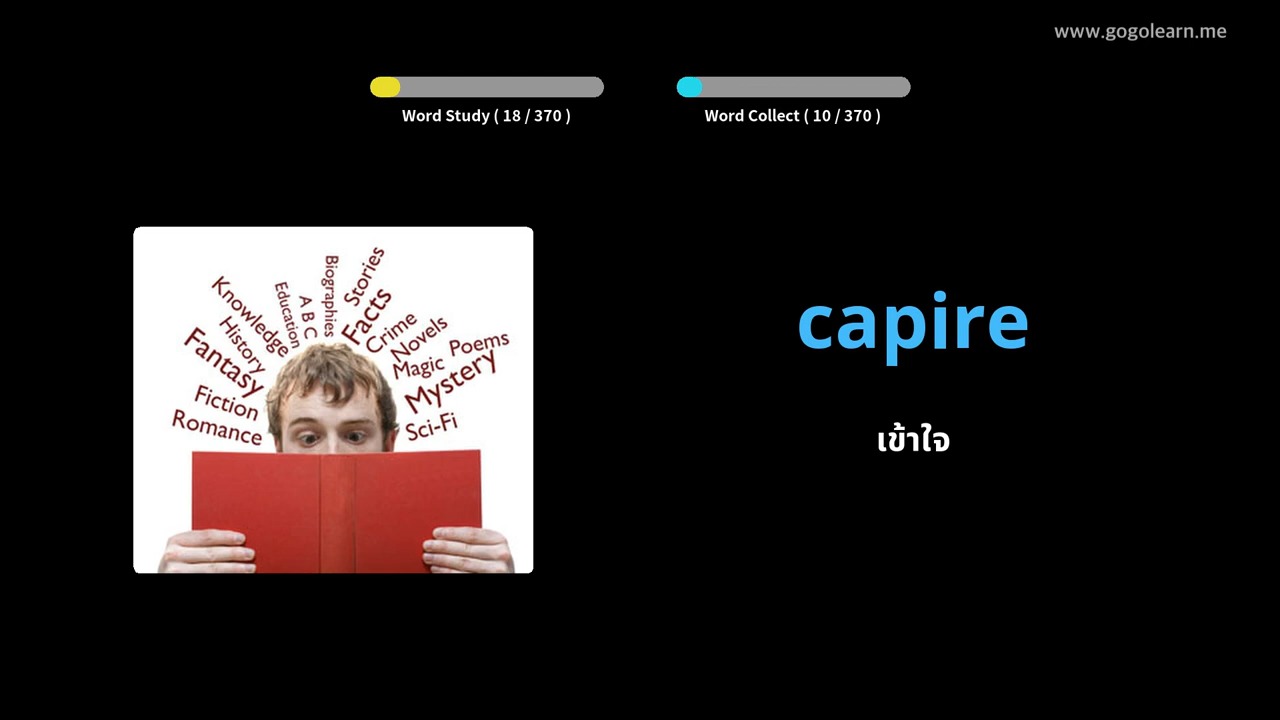 www.gogolearn.me
Word Study ( 18 / 370 )
Word Collect ( 10 / 370 )
Knowledge
History
Fantasy
Fiction
Romance
Education
A B C
Biographies
Stories
Facts
Crime
Novels
Magic
Poems
Mystery
Sci-Fi
capire
เข้าใจ